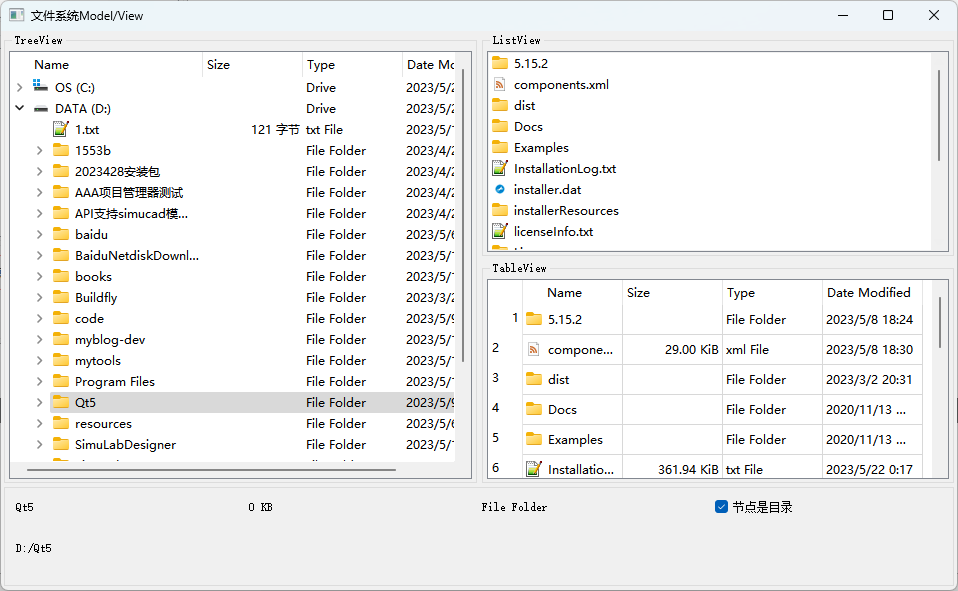 文件系统Model/View
TreeView
Name Size Type Date Mo
OS (C:) Drive 2023/5/2
DATA (D:) Drive 2023/5/2
1.txt 121 字节 txt File 2023/5/1
1553b File Folder 2023/4/2
2023428安装包 File Folder 2023/4/2
AAA项目管理器测试 File Folder 2023/4/2
API支持simucad模... File Folder 2023/4/2
baidu File Folder 2023/5/6
BaiduNetdiskDownl... File Folder 2023/5/1
books File Folder 2023/5/1
Buildfly File Folder 2023/3/2
code File Folder 2023/5/9
myblog-dev File Folder 2023/5/1
mytools File Folder 2023/5/1
Program Files File Folder 2023/5/1
Qt5 File Folder 2023/5/9
resources File Folder 2023/5/6
SimuLabDesigner File Folder 2023/5/1
ListView
5.15.2
components.xml
dist
Docs
Examples
InstallationLog.txt
installer.dat
installerResources
licenseInfo.txt
TableView
Name Size Type Date Modified
1 5.15.2 File Folder 2023/5/8 18:24
2 compone... 29.00 KiB xml File 2023/5/8 18:30
3 dist File Folder 2023/3/2 20:31
4 Docs File Folder 2020/11/13 ...
5 Examples File Folder 2020/11/13 ...
6 Installatio... 361.94 KiB txt File 2023/5/22 0:17
Qt5 0 KB File Folder 节点是目录
D:/Qt5